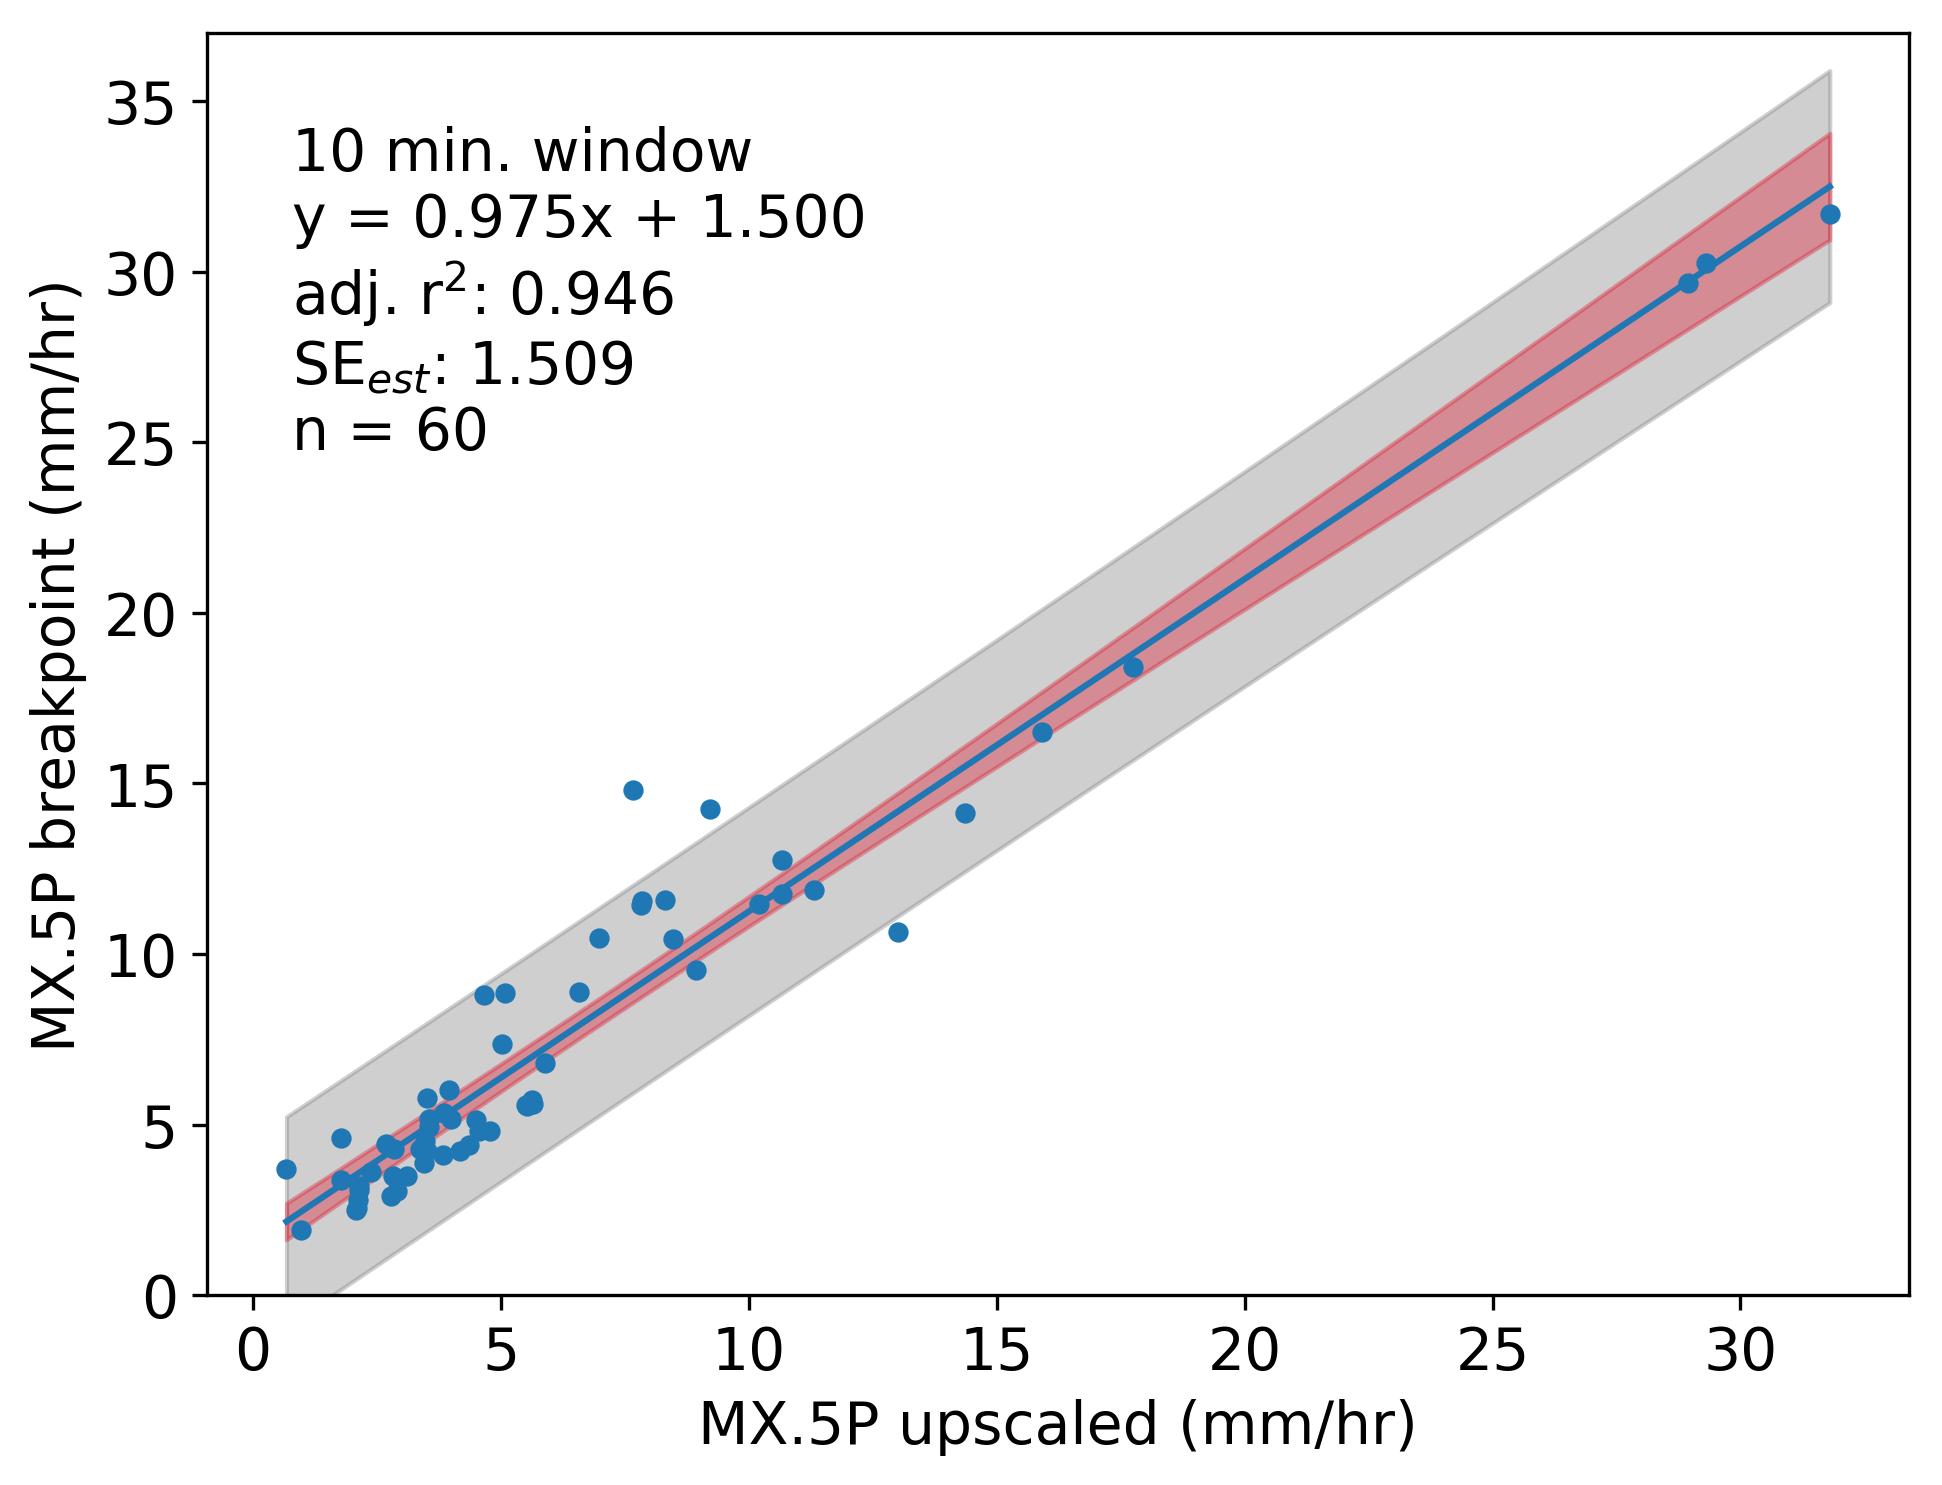 10 min. window
y = 0.975x + 1.500
adj. r²: 0.946
SEest: 1.509
n = 60
MX.5P breakpoint (mm/hr)
35
30
25
20
15
10
5
0
0 5 10 15 20 25 30
MX.5P upscaled (mm/hr)